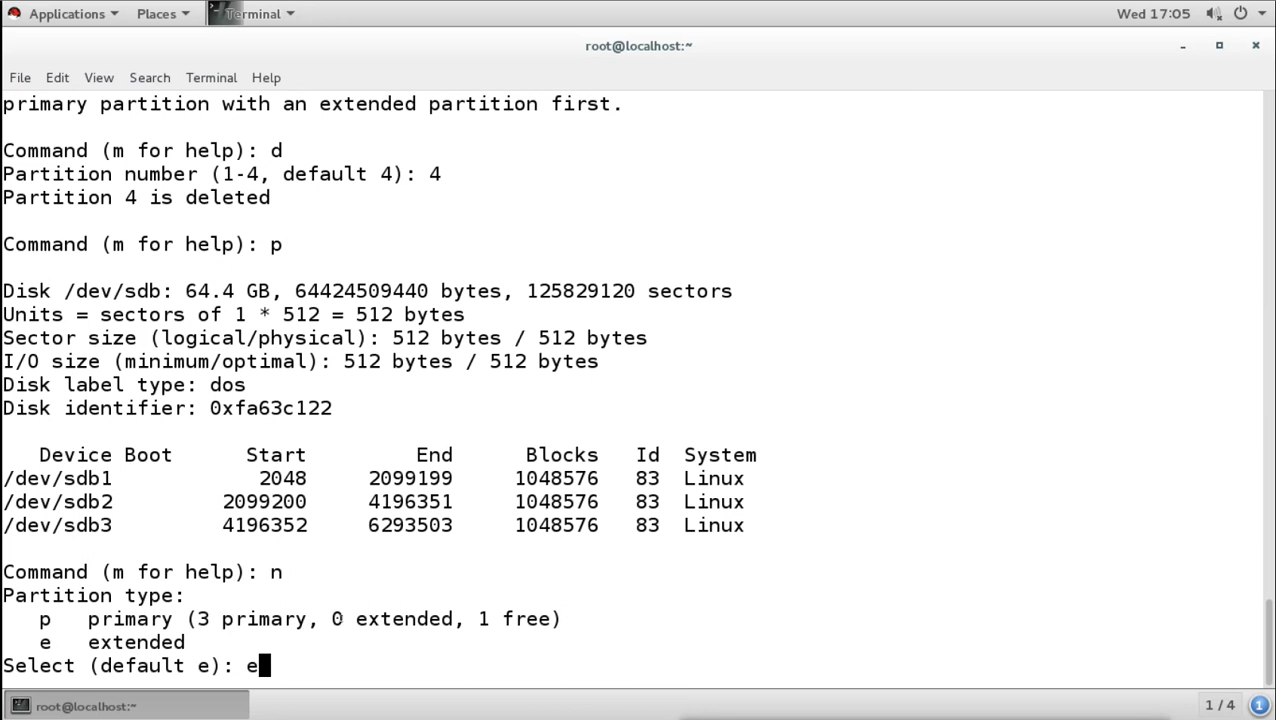 Applications Places Terminal Wed 17:05
root@localhost:~
File Edit View Search Terminal Help
primary partition with an extended partition first.
Command (m for help): d
Partition number (1-4, default 4): 4
Partition 4 is deleted
Command (m for help): p
Disk /dev/sdb: 64.4 GB, 64424509440 bytes, 125829120 sectors
Units = sectors of 1 * 512 = 512 bytes
Sector size (logical/physical): 512 bytes / 512 bytes
I/O size (minimum/optimal): 512 bytes / 512 bytes
Disk label type: dos
Disk identifier: 0xfa63c122
Device Boot Start End Blocks Id System
/dev/sdb1 2048 2099199 1048576 83 Linux
/dev/sdb2 2099200 4196351 1048576 83 Linux
/dev/sdb3 4196352 6293503 1048576 83 Linux
Command (m for help): n
Partition type:
p primary (3 primary, 0 extended, 1 free)
e extended
Select (default e): e
root@localhost:~ 1 / 4 1